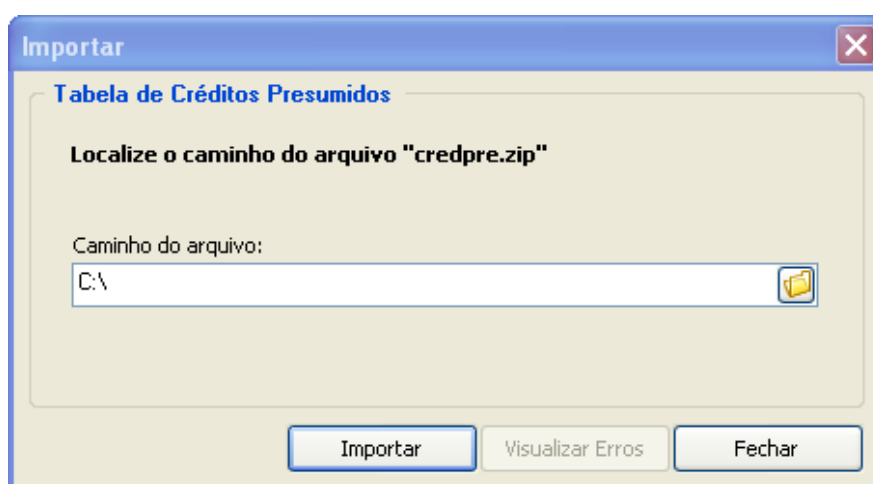 Importar
Tabela de Créditos Presumidos
Localize o caminho do arquivo "credpre.zip"
Caminho do arquivo:
C:\
Importar
Visualizar Erros
Fechar